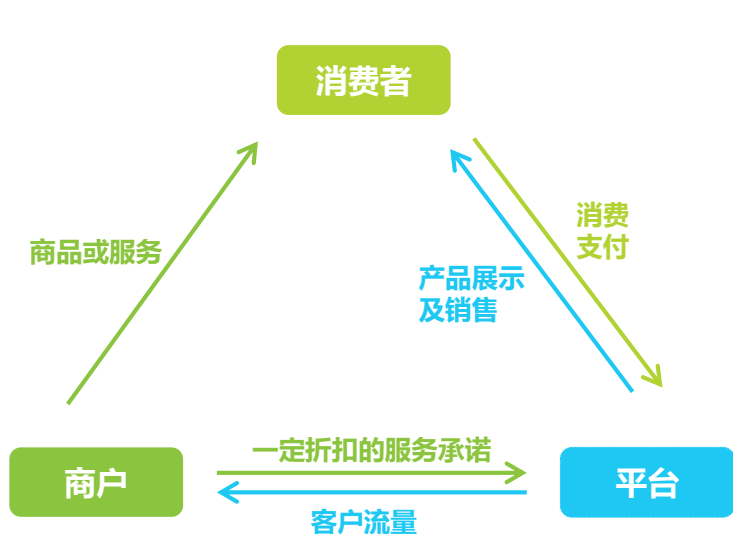 消费者
消费
支付
商品或服务
产品展示
及销售
一定折扣的服务承诺
商户
平台
客户流量